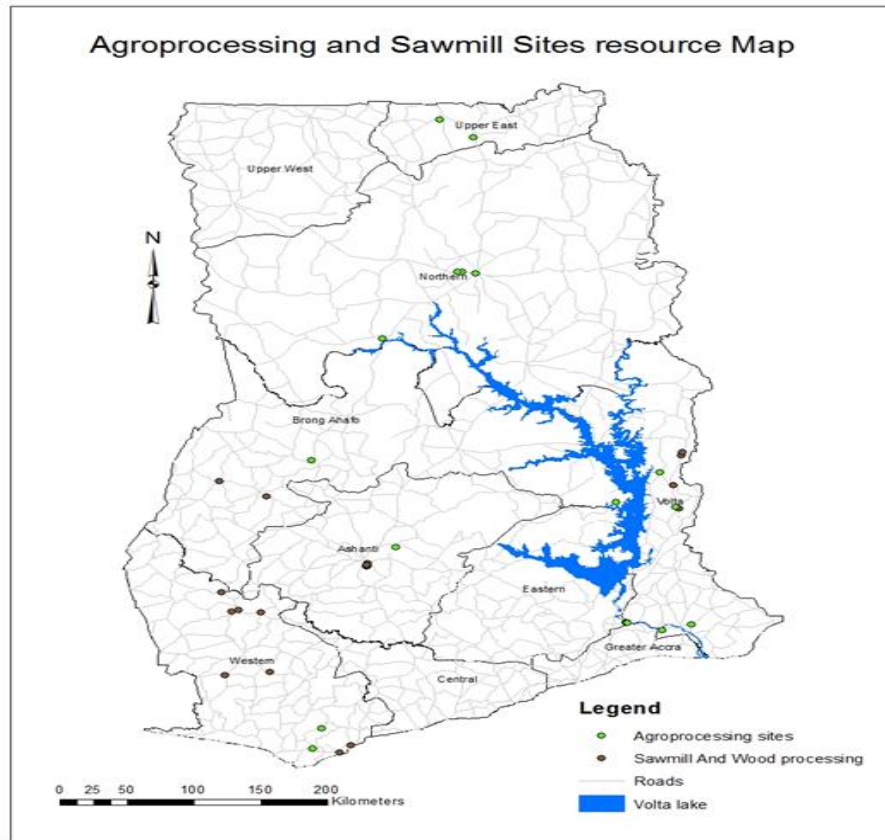 Agroprocessing and Sawmill Sites resource Map
Upper East
Upper West
N
Northern
Brong Ahafo
Volta
Ashanti
Eastern
Greater Accra
Western
Central
Legend
Agroprocessing sites
Sawmill And Wood processing
Roads
Volta lake
0 25 50 100 150 200
Kilometers